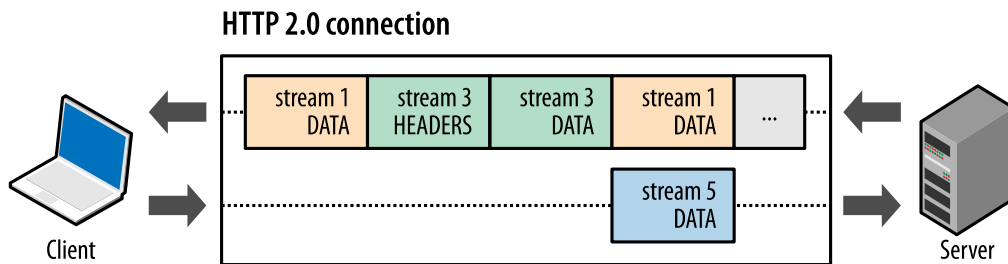 HTTP 2.0 connection
stream 1
DATA
stream 3
HEADERS
stream 3
DATA
stream 1
DATA
...
stream 5
DATA
Client
Server